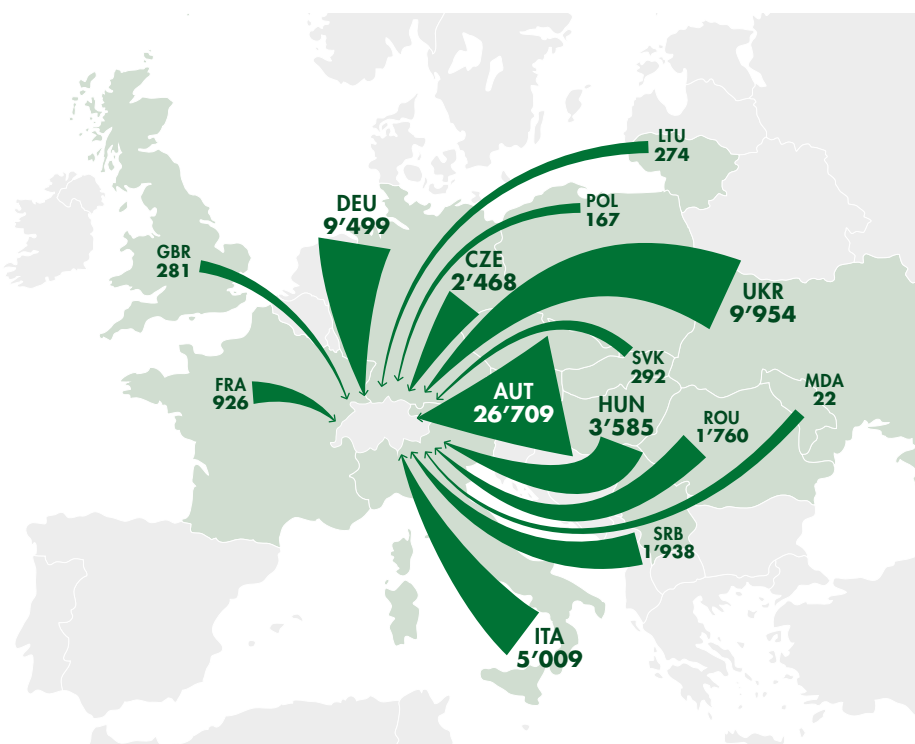 LTU
274
POL
167
DEU
9’499
GBR
281
CZE
2’468
UKR
9’954
SVK
292
FRA
926
AUT
26’709
MDA
22
HUN
3’585
ROU
1’760
SRB
1’938
ITA
5’009